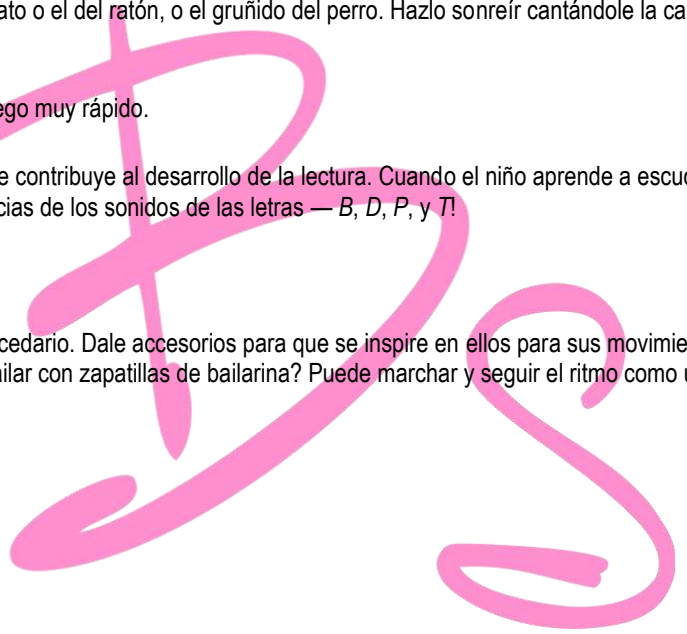 ato o el del ratón, o el gruñido del perro. Hazlo sonreír cantándole la ca
ego muy rápido.
e contribuye al desarrollo de la lectura. Cuando el niño aprende a escu
cias de los sonidos de las letras — B, D, P, y T!
cedario. Dale accesorios para que se inspire en ellos para sus movimie
ailar con zapatillas de bailarina? Puede marchar y seguir el ritmo como u
B
S